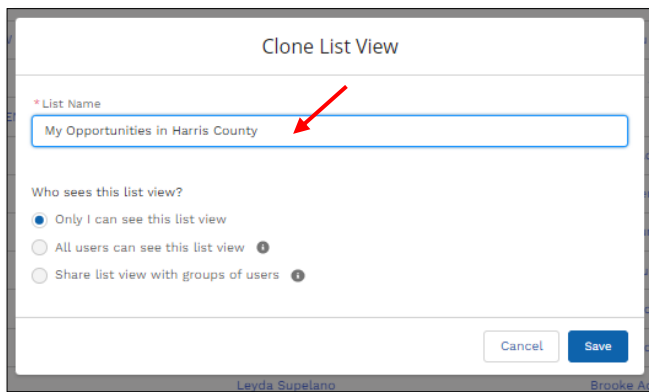 Clone List View
* List Name
My Opportunities in Harris County
Who sees this list view?
Only I can see this list view
All users can see this list view
Share list view with groups of users
Cancel Save
Leyda Supelano